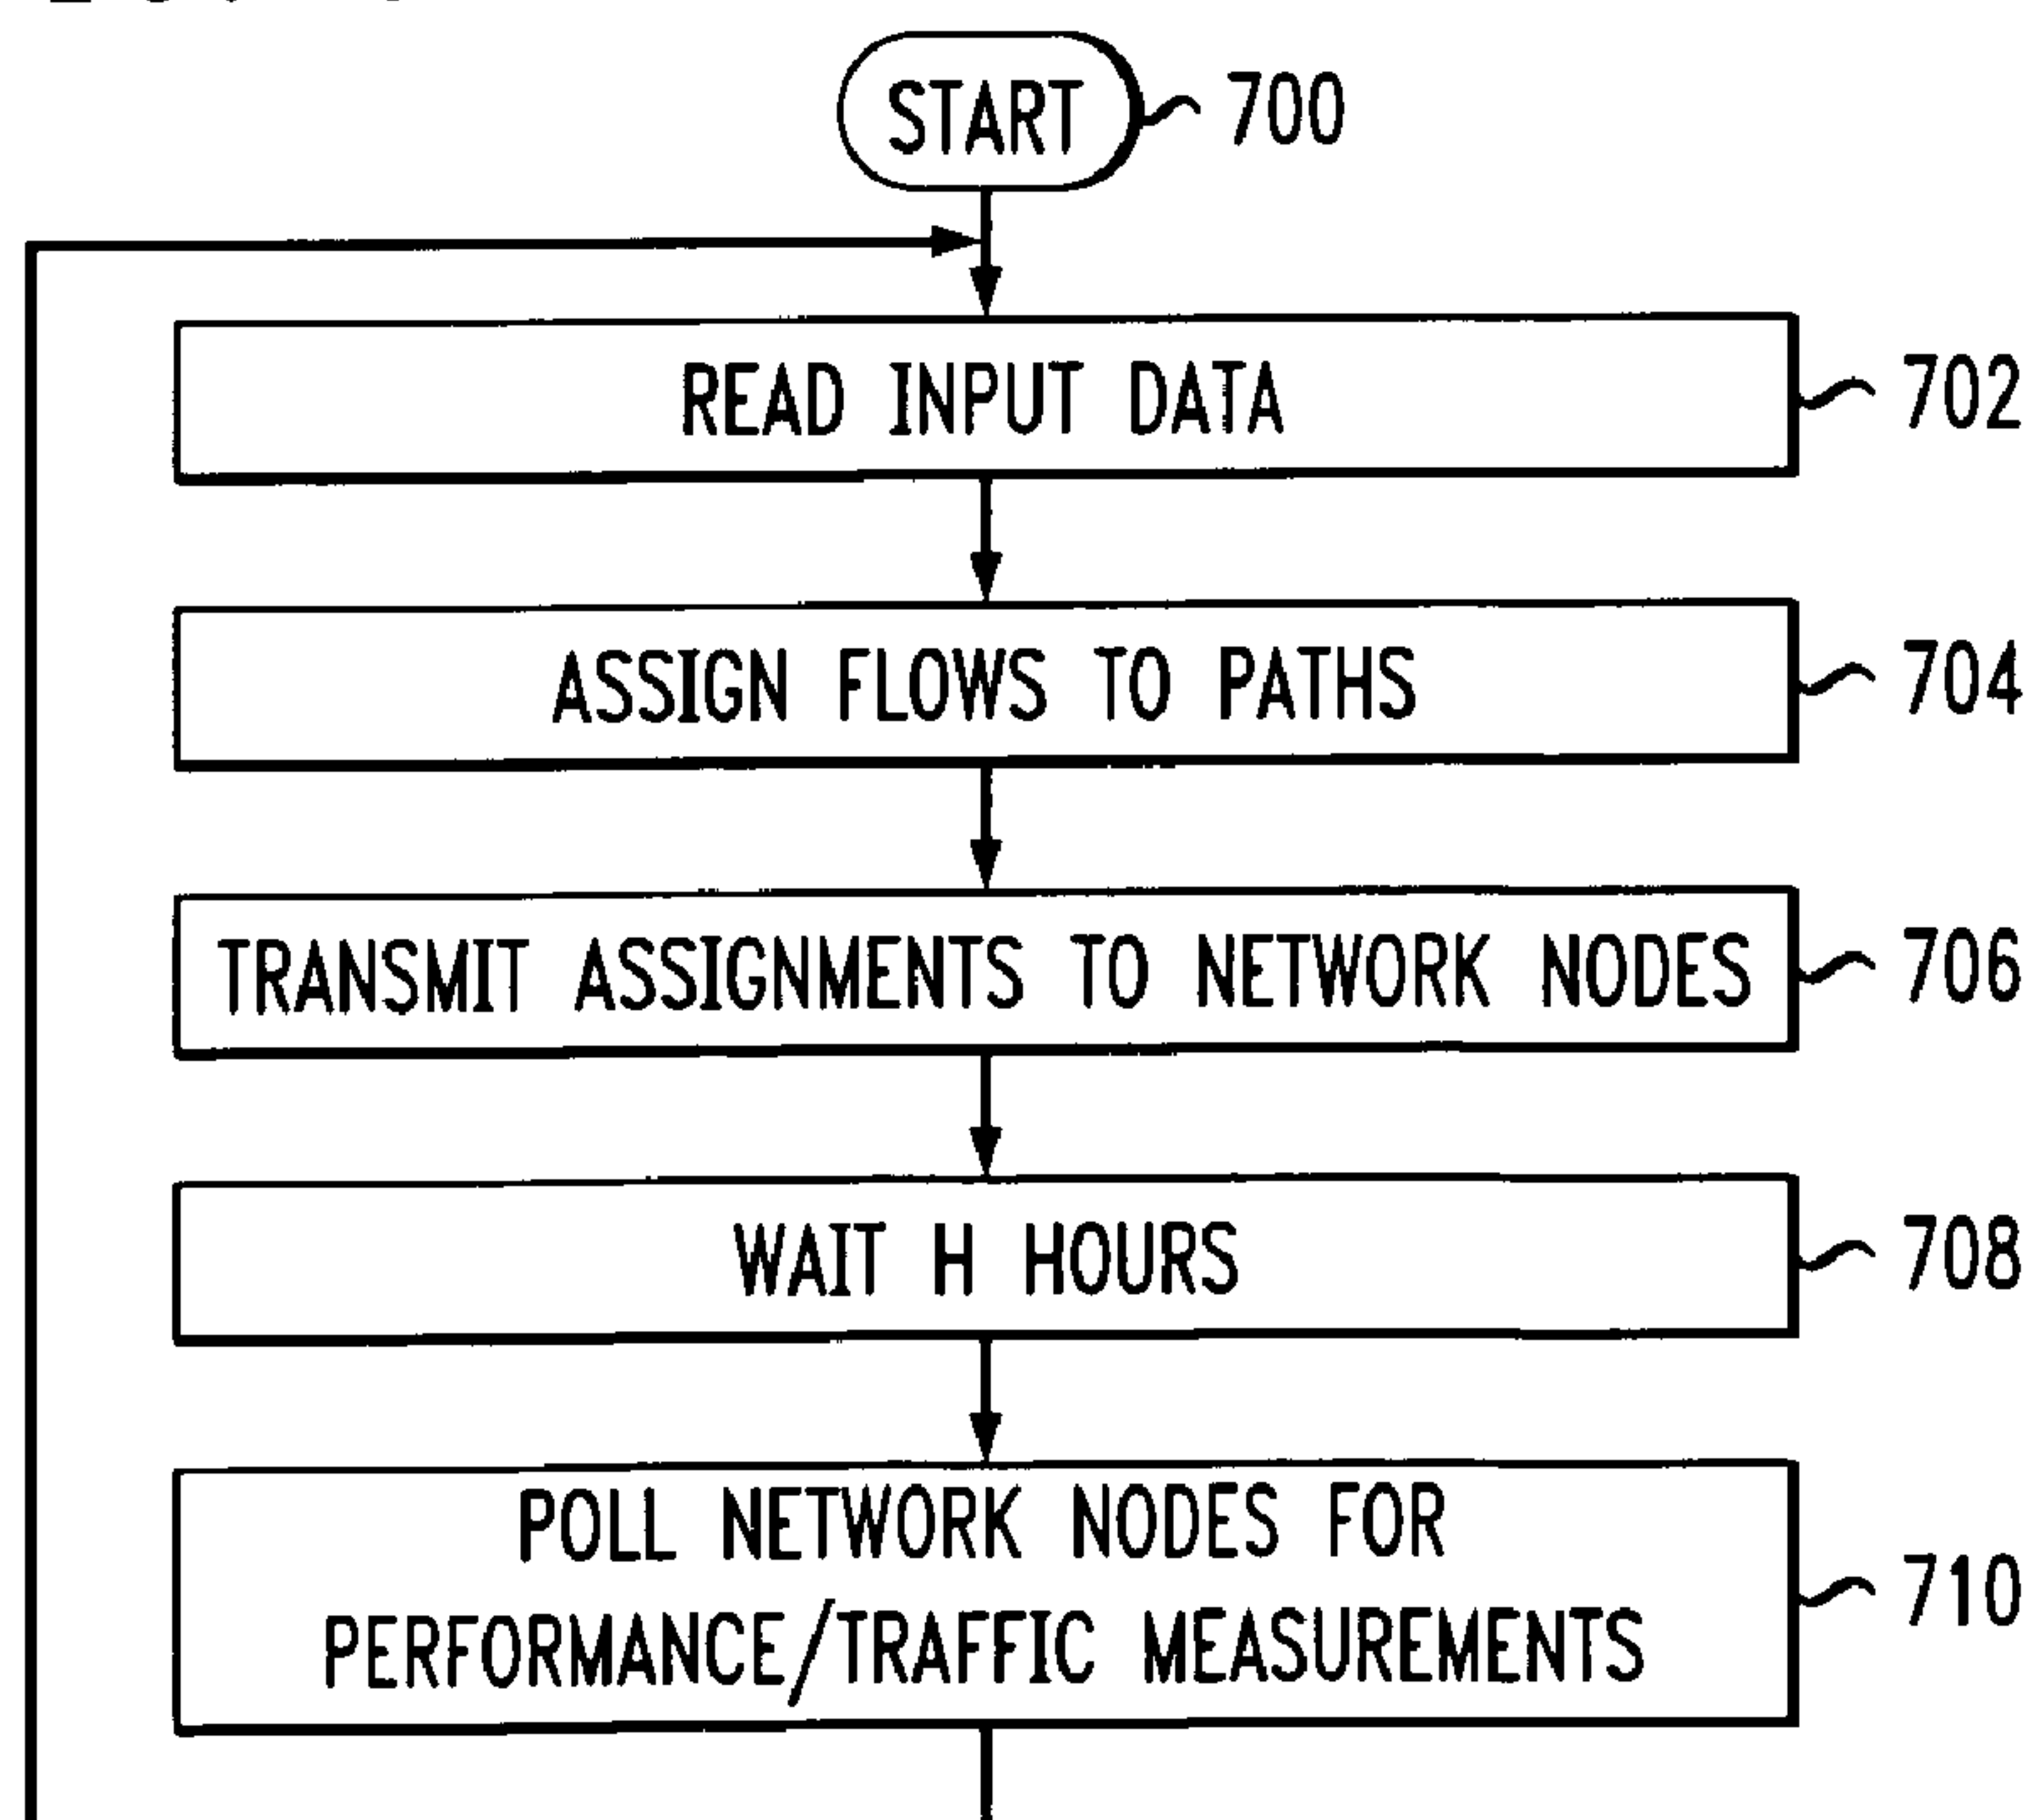 START 700
READ INPUT DATA 702
ASSIGN FLOWS TO PATHS 704
TRANSMIT ASSIGNMENTS TO NETWORK NODES 706
WAIT H HOURS 708
POLL NETWORK NODES FOR
PERFORMANCE/TRAFFIC MEASUREMENTS 710